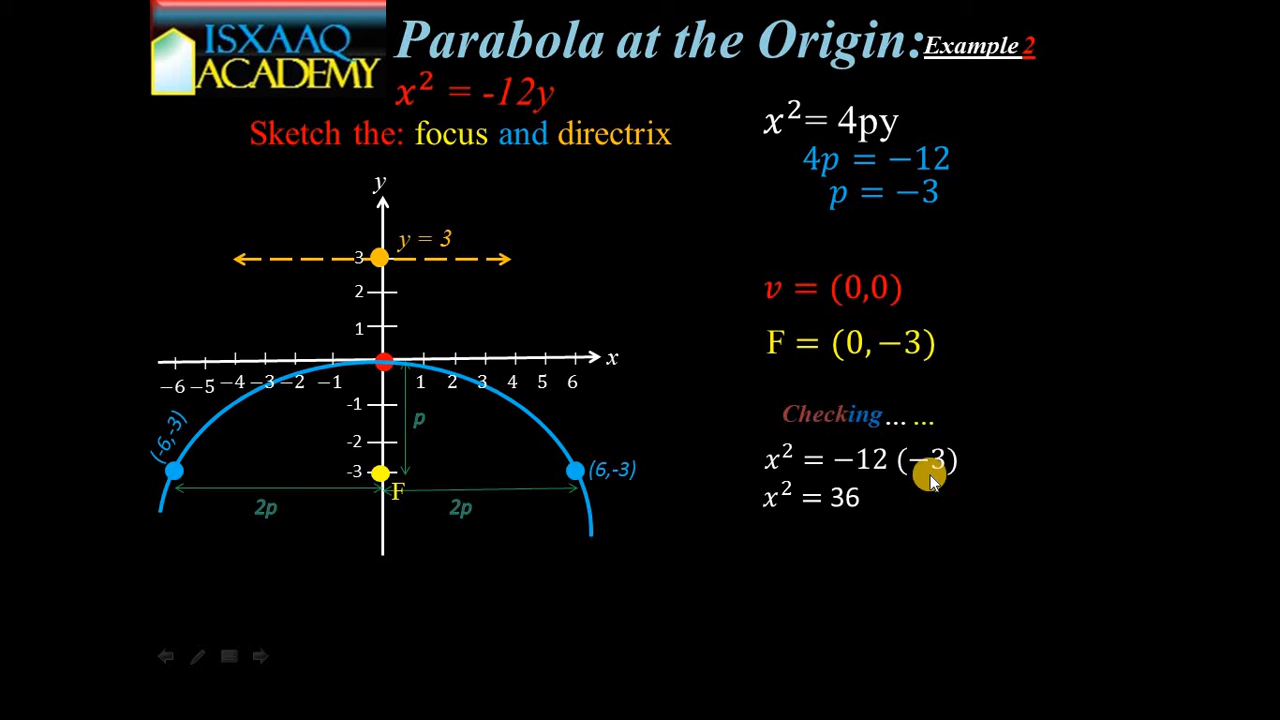 ISXAAQ
ACADEMY
Parabola at the Origin: Example 2
x² = -12y
Sketch the: focus and directrix
x²= 4py
4p = −12
p = −3
v = (0,0)
F = (0,−3)
Checking... ...
x² = −12 (−3)
x² = 36
y
y = 3
3
2
1
x
−6 −5 −4 −3 −2 −1 1 2 3 4 5 6
-1
p
-2
(-6,-3)
-3
(6,-3)
F
2p 2p